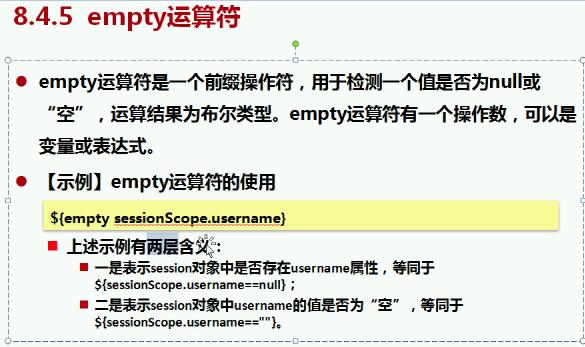 8.4.5 empty运算符
empty运算符是一个前缀操作符，用于检测一个值是否为null或
“空”，运算结果为布尔类型。empty运算符有一个操作数，可以是
变量或表达式。
【示例】empty运算符的使用
${empty sessionScope.username}
上述示例有两层含义：
一是表示session对象中是否存在username属性，等同于
${sessionScope.username==null}；
二是表示session对象中username的值是否为“空”，等同于
${sessionScope.username==""}。